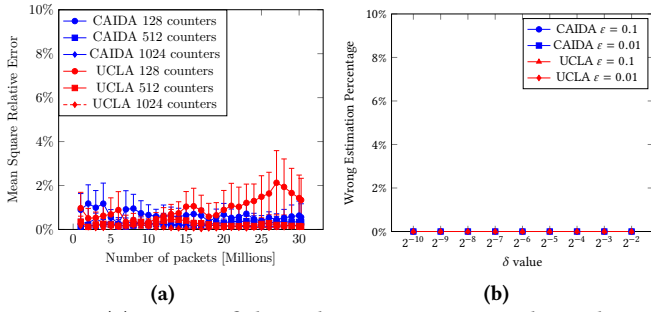 Mean Square Relative Error
10%
8%
6%
4%
2%
0%
CAIDA 128 counters
CAIDA 512 counters
CAIDA 1024 counters
UCLA 128 counters
UCLA 512 counters
UCLA 1024 counters
0 5 10 15 20 25 30
Number of packets [Millions]
(a)
Wrong Estimation Percentage
10%
8%
6%
4%
2%
0%
CAIDA ε = 0.1
CAIDA ε = 0.01
UCLA ε = 0.1
UCLA ε = 0.01
2^−10 2^−9 2^−8 2^−7 2^−6 2^−5 2^−4 2^−3 2^−2
δ value
(b)